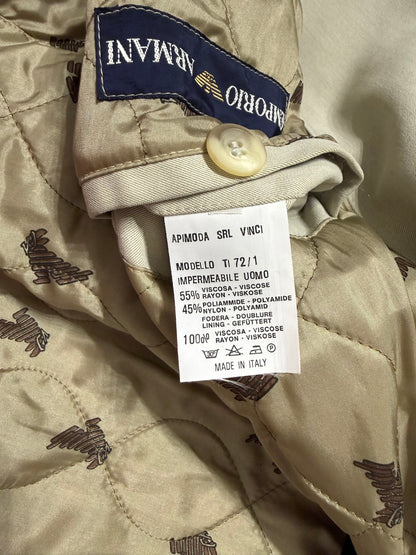 EMPORIO ARMANI
APIMODA SRL VINCI
MODELLO TI 72/1
IMPERMEABILE UOMO
55% VISCOSA - VISCOSE
RAYON - VISKOSE
45% POLIAMMIDE - POLYAMIDE
NYLON - POLYAMID
FODERA - DOUBLURE
LINING - GEFÜTTERT
100% VISCOSA - VISCOSE
RAYON - VISKOSE
MADE IN ITALY